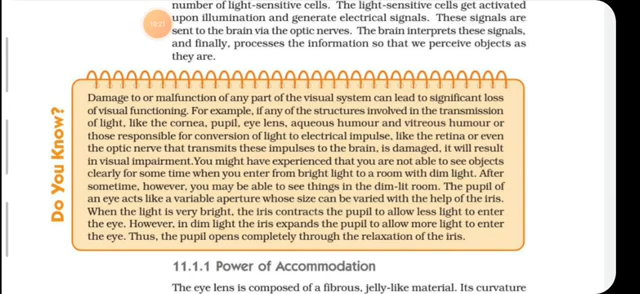 number of light-sensitive cells. The light-sensitive cells get activated
upon illumination and generate electrical signals. These signals are
sent to the brain via the optic nerves. The brain interprets these signals,
and finally, processes the information so that we perceive objects as
they are.
Do You Know?
Damage to or malfunction of any part of the visual system can lead to significant loss
of visual functioning. For example, if any of the structures involved in the transmission
of light, like the cornea, pupil, eye lens, aqueous humour and vitreous humour or
those responsible for conversion of light to electrical impulse, like the retina or even
the optic nerve that transmits these impulses to the brain, is damaged, it will result
in visual impairment.You might have experienced that you are not able to see objects
clearly for some time when you enter from bright light to a room with dim light. After
sometime, however, you may be able to see things in the dim-lit room. The pupil of
an eye acts like a variable aperture whose size can be varied with the help of the iris.
When the light is very bright, the iris contracts the pupil to allow less light to enter
the eye. However, in dim light the iris expands the pupil to allow more light to enter
the eye. Thus, the pupil opens completely through the relaxation of the iris.
11.1.1 Power of Accommodation
The eye lens is composed of a fibrous, jelly-like material. Its curvature